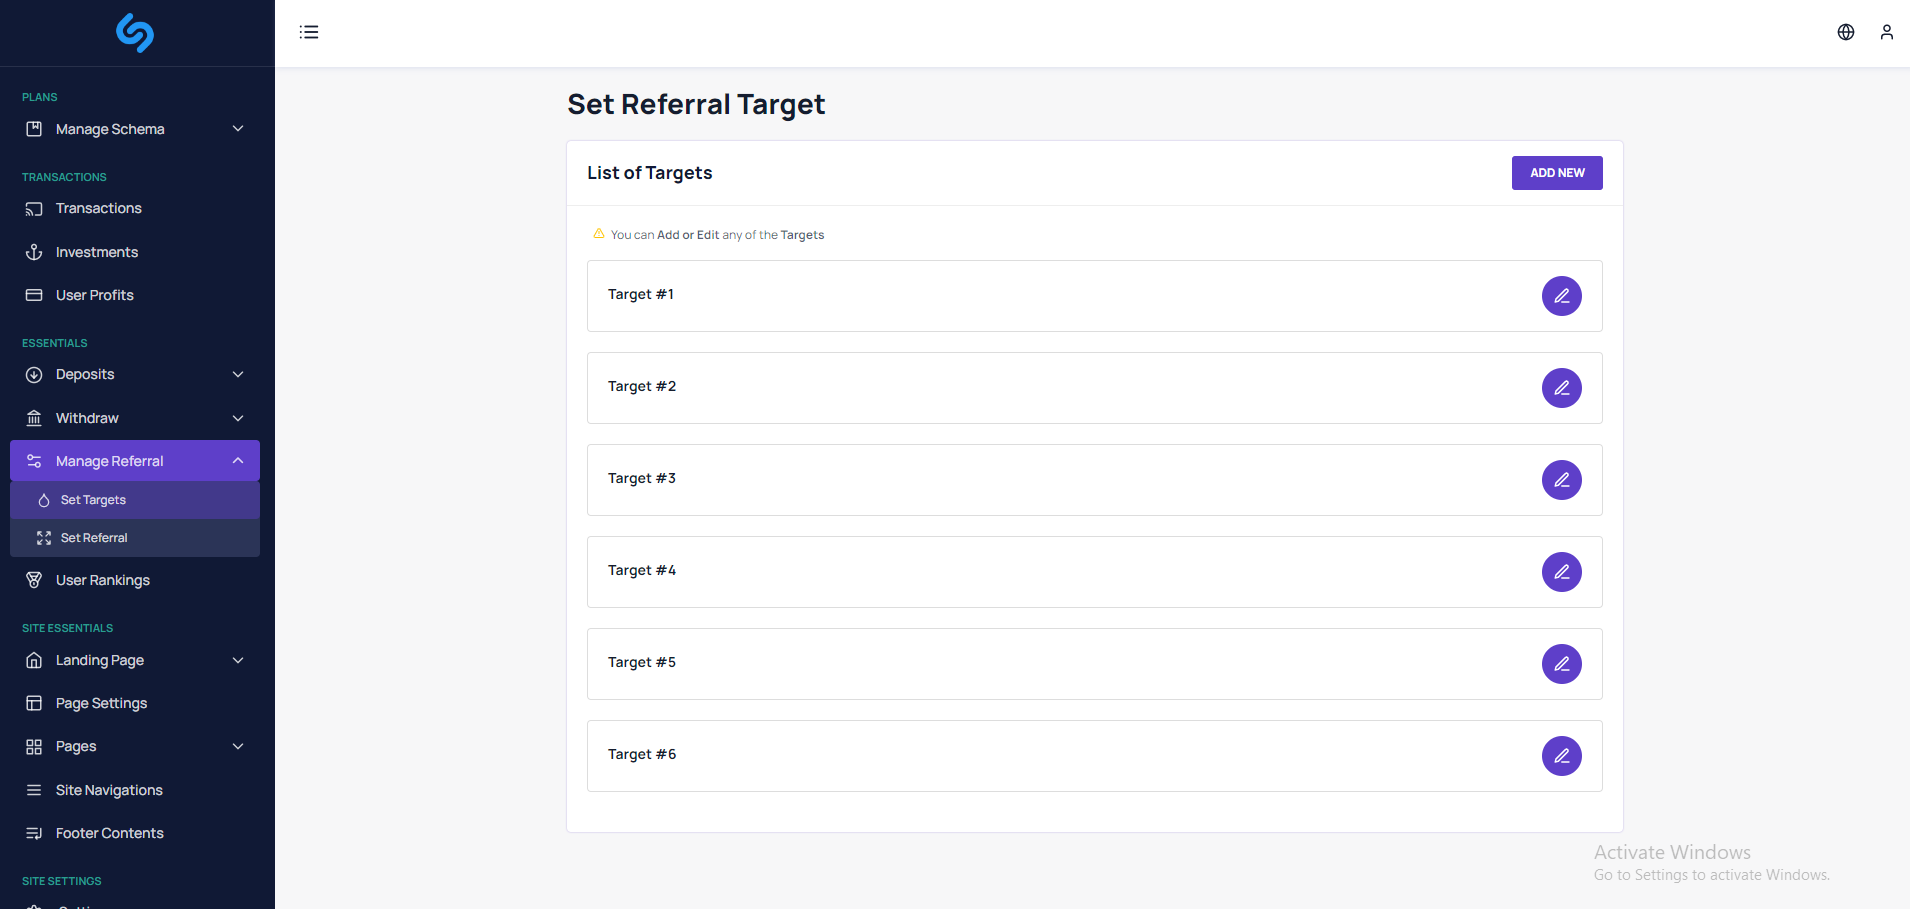 PLANS
Manage Schema
TRANSACTIONS
Transactions
Investments
User Profits
ESSENTIALS
Deposits
Withdraw
Manage Referral
Set Targets
Set Referral
User Rankings
SITE ESSENTIALS
Landing Page
Page Settings
Pages
Site Navigations
Footer Contents
SITE SETTINGS
Set Referral Target
List of Targets
ADD NEW
You can Add or Edit any of the Targets
Target #1
Target #2
Target #3
Target #4
Target #5
Target #6
Activate Windows
Go to Settings to activate Windows.